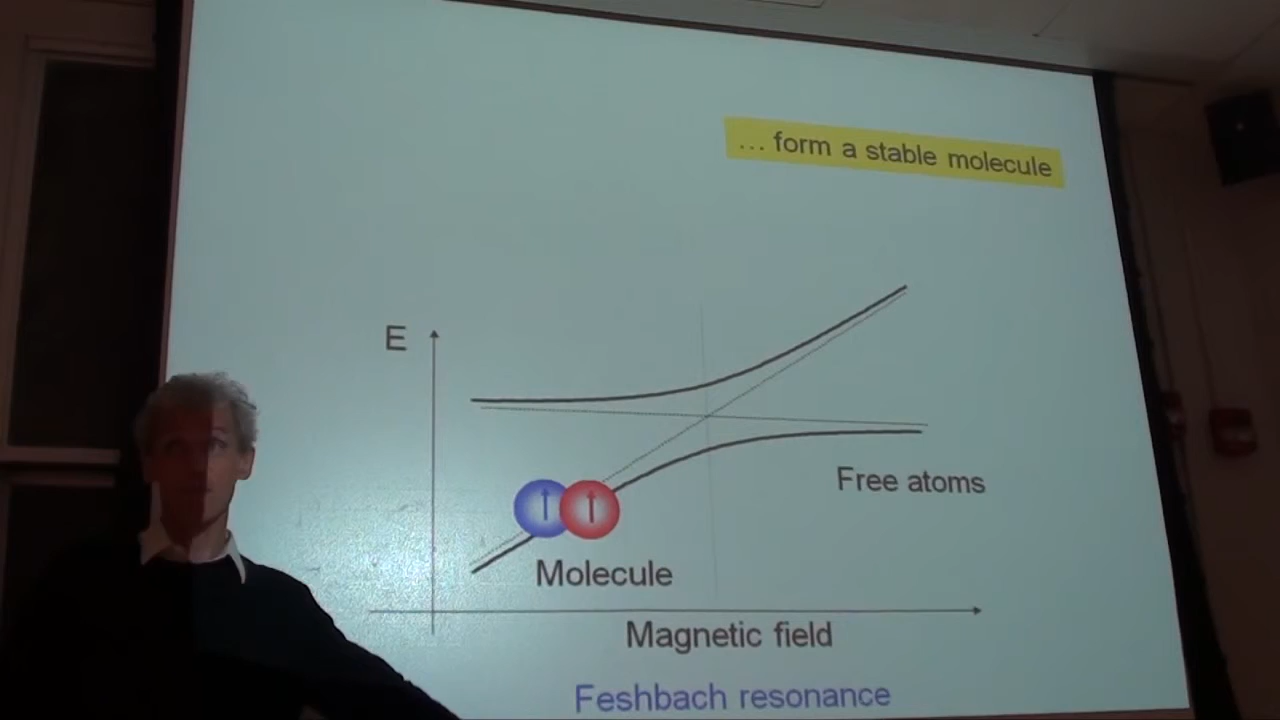 … form a stable molecule
E
Free atoms
Molecule
Magnetic field
Feshbach resonance